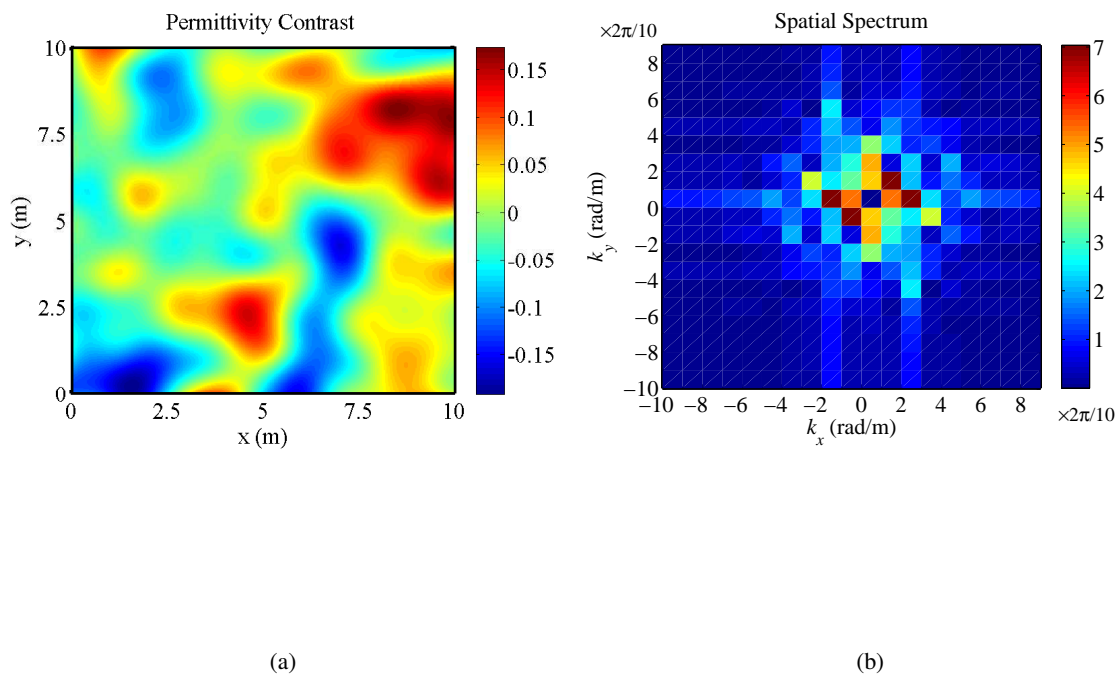 Permittivity Contrast
10
7.5
5
2.5
0
y (m)
0 2.5 5 7.5 10
x (m)
0.15
0.1
0.05
0
-0.05
-0.1
-0.15
(a)
Spatial Spectrum
×2π/10
8
6
4
2
0
−2
−4
−6
−8
−10
k_y (rad/m)
−10 −8 −6 −4 −2 0 2 4 6 8
k_x (rad/m)
×2π/10
7
6
5
4
3
2
1
(b)